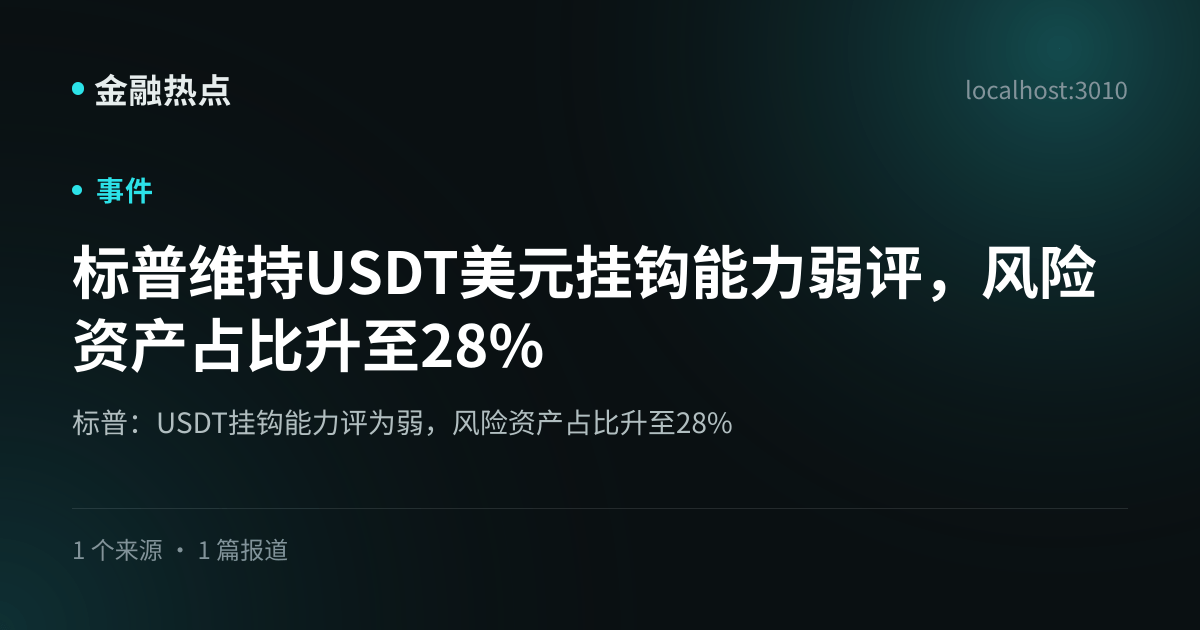 金融热点
localhost:3010
事件
标普维持USDT美元挂钩能力弱评，风险
资产占比升至28%
标普：USDT挂钩能力评为弱，风险资产占比升至28%
1 个来源 · 1 篇报道